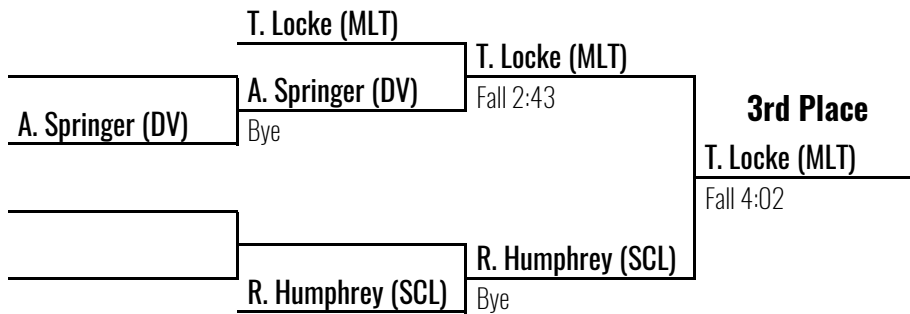 T. Locke (MLT)
T. Locke (MLT)
A. Springer (DV)
Fall 2:43
3rd Place
A. Springer (DV)
Bye
T. Locke (MLT)
Fall 4:02
R. Humphrey (SCL)
R. Humphrey (SCL)
Bye